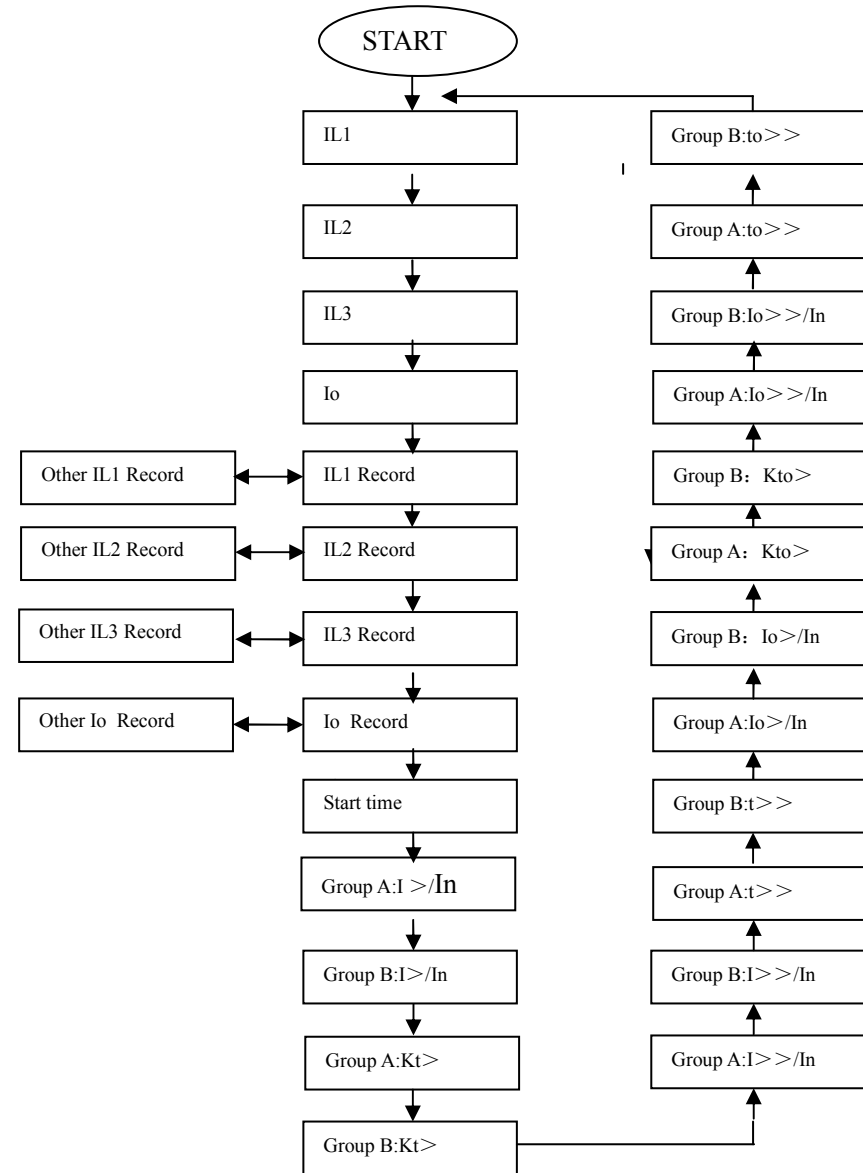 START
IL1
IL2
IL3
Io
Other IL1 Record
IL1 Record
Other IL2 Record
IL2 Record
Other IL3 Record
IL3 Record
Other Io  Record
Io  Record
Start time
Group A:I＞/In
Group B:I＞/In
Group A:Kt＞
Group B:Kt＞
Group A:I＞＞/In
Group B:I＞＞/In
Group A:t＞＞
Group B:t＞＞
Group A:Io＞/In
Group B：Io＞/In
Group A：Kto＞
Group B：Kto＞
Group A:Io＞＞/In
Group B:Io＞＞/In
Group A:to＞＞
Group B:to＞＞